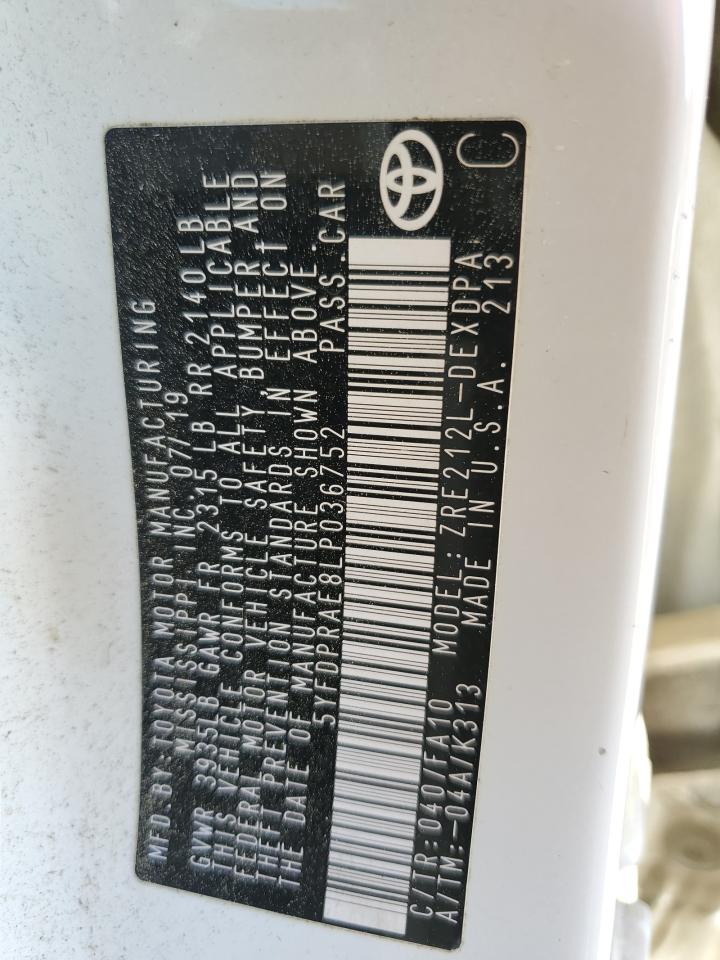 MFD. BY: TOYOTA MOTOR MANUFACTURING
MISSISSIPPI INC. 07/19
GVWR 3935LB GAWR FR 2315 LB RR 2140LB
THIS VEHICLE CONFORMS TO ALL APPLICABLE
FEDERAL MOTOR VEHICLE SAFETY, BUMPER AND
THEFT PREVENTION STANDARDS IN EFFECT ON
THE DATE OF MANUFACTURE SHOWN ABOVE.
5YFDPRAE8LP036752 PASS. CAR
C/TR:040/FA10 MODEL:ZRE212L-DEXDPA
A/TM:-04A/K313 MADE IN U.S.A. 213
C